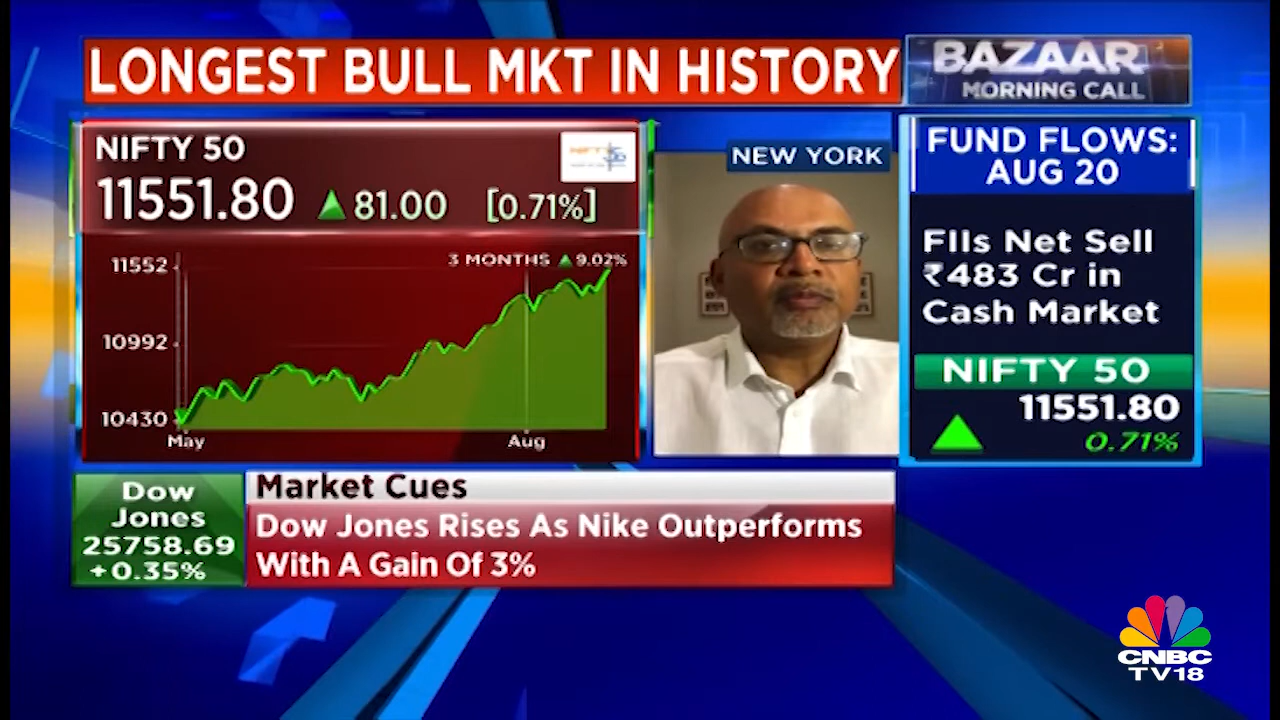 LONGEST BULL MKT IN HISTORY
BAZAAR
MORNING CALL
NIFTY 50
11551.80 ▲ 81.00 [0.71%]
3 MONTHS ▲ 9.02%
11552
10992
10430
May
Aug
NEW YORK
FUND FLOWS:
AUG 20
FIIs Net Sell
₹483 Cr in
Cash Market
NIFTY 50
11551.80
0.71%
Dow
Jones
25758.69
+0.35%
Market Cues
Dow Jones Rises As Nike Outperforms
With A Gain Of 3%
CNBC
TV18